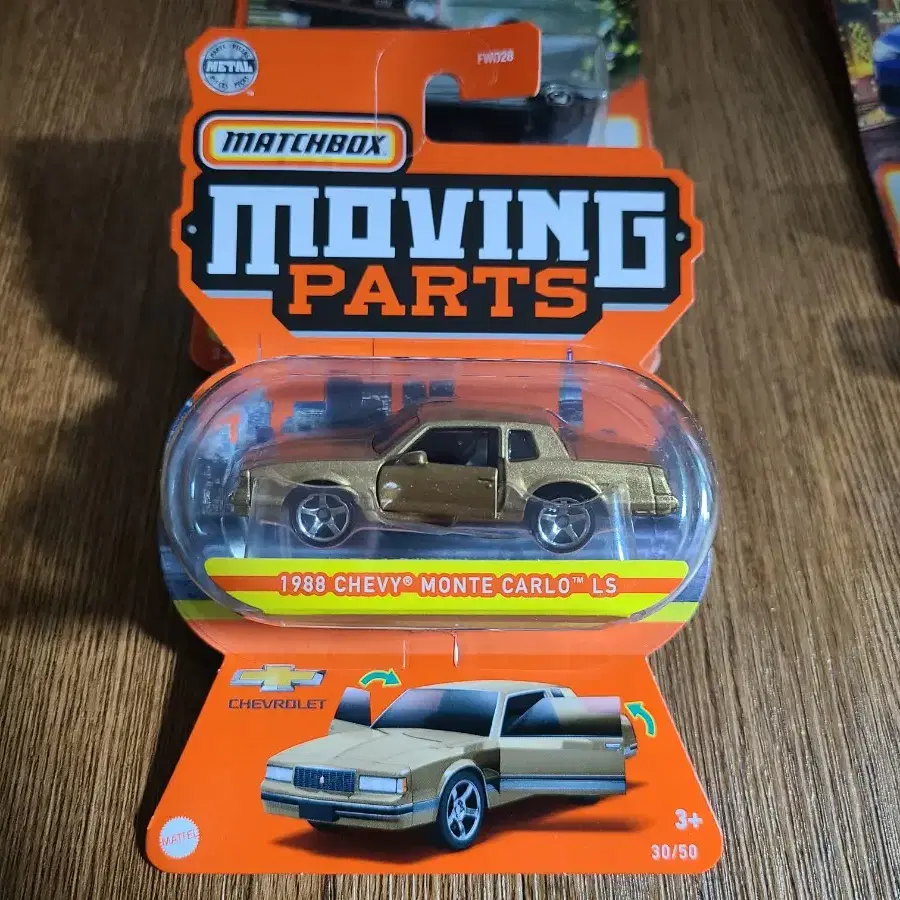 METAL
FWD28
MATCHBOX
MOVING
PARTS
1988 CHEVY® MONTE CARLO™ LS
CHEVROLET
MATTEL
3+
30/50